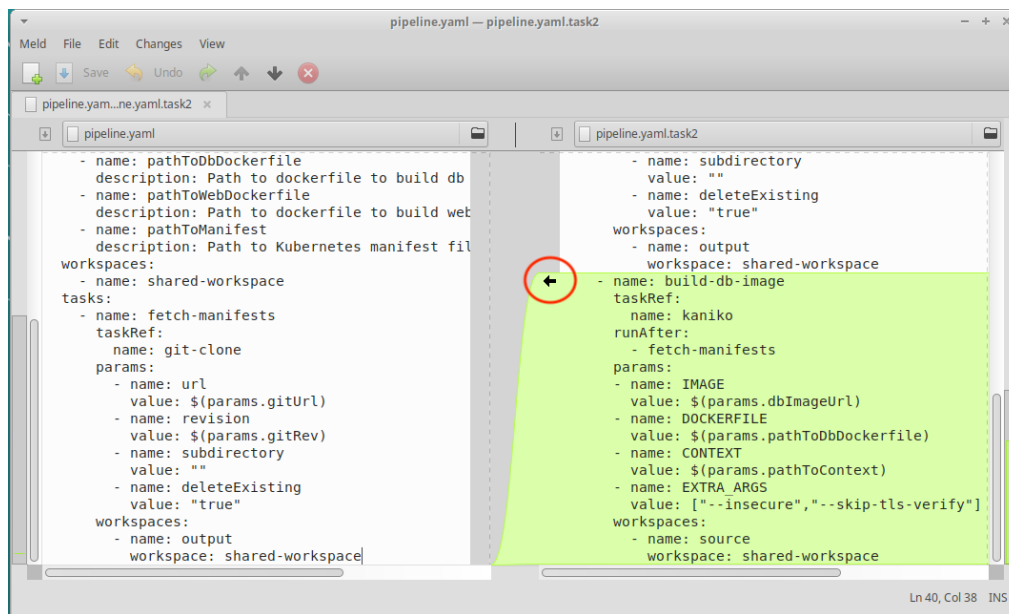 pipeline.yaml — pipeline.yaml.task2
Meld File Edit Changes View
Save Undo
pipeline.yam...ne.yaml.task2
pipeline.yaml
- name: pathToDbDockerfile
description: Path to dockerfile to build db
- name: pathToWebDockerfile
description: Path to dockerfile to build web
- name: pathToManifest
description: Path to Kubernetes manifest fil
workspaces:
- name: shared-workspace
tasks:
- name: fetch-manifests
taskRef:
name: git-clone
params:
- name: url
value: $(params.gitUrl)
- name: revision
value: $(params.gitRev)
- name: subdirectory
value: ""
- name: deleteExisting
value: "true"
workspaces:
- name: output
workspace: shared-workspace
pipeline.yaml.task2
- name: subdirectory
value: ""
- name: deleteExisting
value: "true"
workspaces:
- name: output
workspace: shared-workspace
- name: build-db-image
taskRef:
name: kaniko
runAfter:
- fetch-manifests
params:
- name: IMAGE
value: $(params.dbImageUrl)
- name: DOCKERFILE
value: $(params.pathToDbDockerfile)
- name: CONTEXT
value: $(params.pathToContext)
- name: EXTRA_ARGS
value: ["--insecure","--skip-tls-verify"]
workspaces:
- name: source
workspace: shared-workspace
Ln 40, Col 38 INS